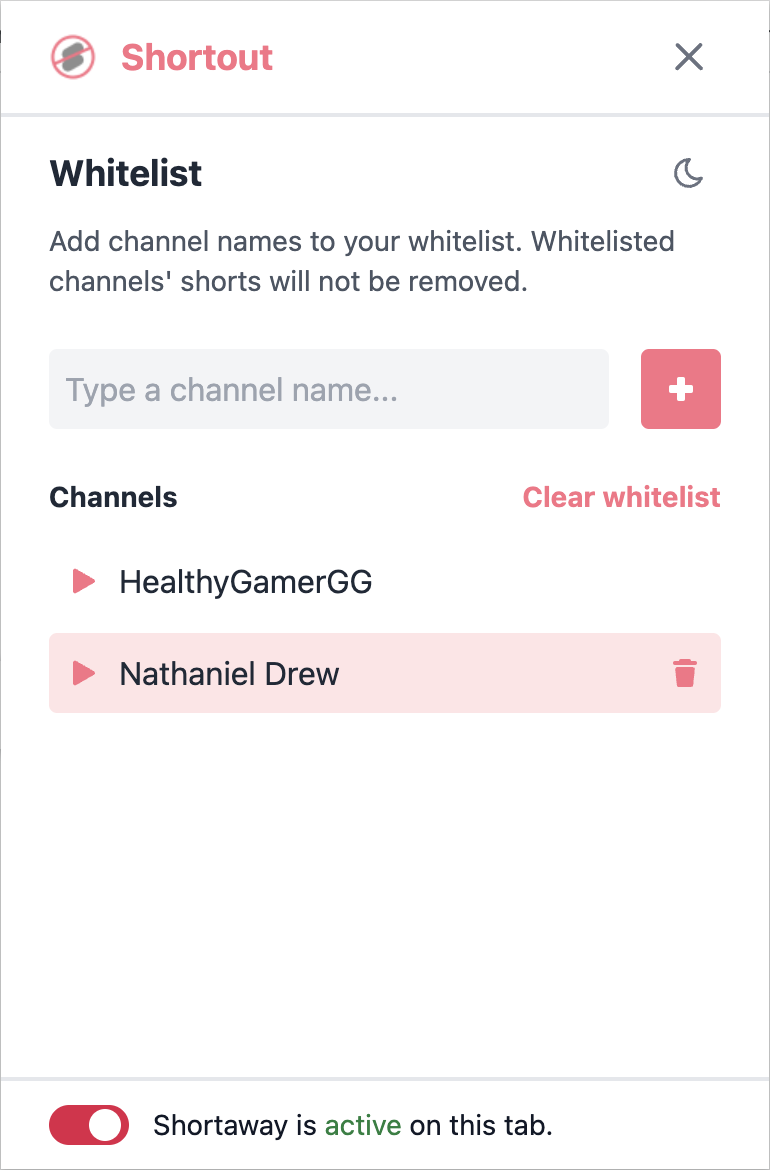 Shortout
Whitelist
Add channel names to your whitelist. Whitelisted
channels' shorts will not be removed.
Type a channel name...
Channels
Clear whitelist
HealthyGamerGG
Nathaniel Drew
Shortaway is active on this tab.